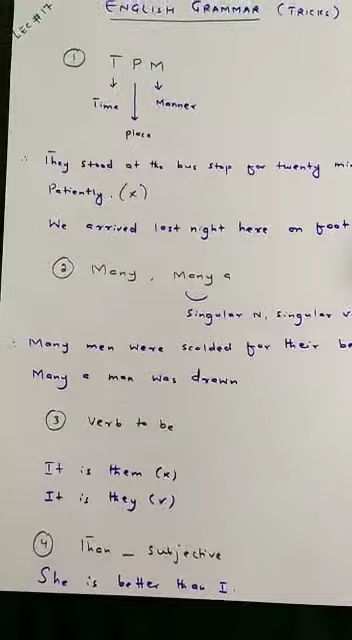 LEC # 17
ENGLISH GRAMMAR (TRICKS)
① T P M
Time Manner
place
∴ They stood at the bus stop for twenty
Patiently. (x)
We arrived last night here on foot
② Many, Many a
Singular N, Singular V
: Many men were scolded for their
Many a man was drawn
③ Verb to be
It is them (x)
It is they (v)
④ Than _ subjective
She is better than I.